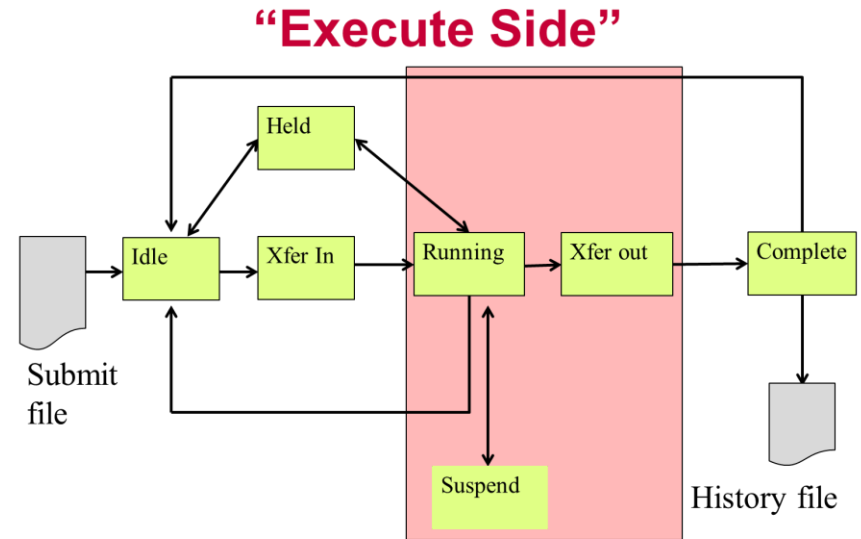 “Execute Side”
Held
Idle
Xfer In
Running
Xfer out
Complete
Submit
file
Suspend
History file